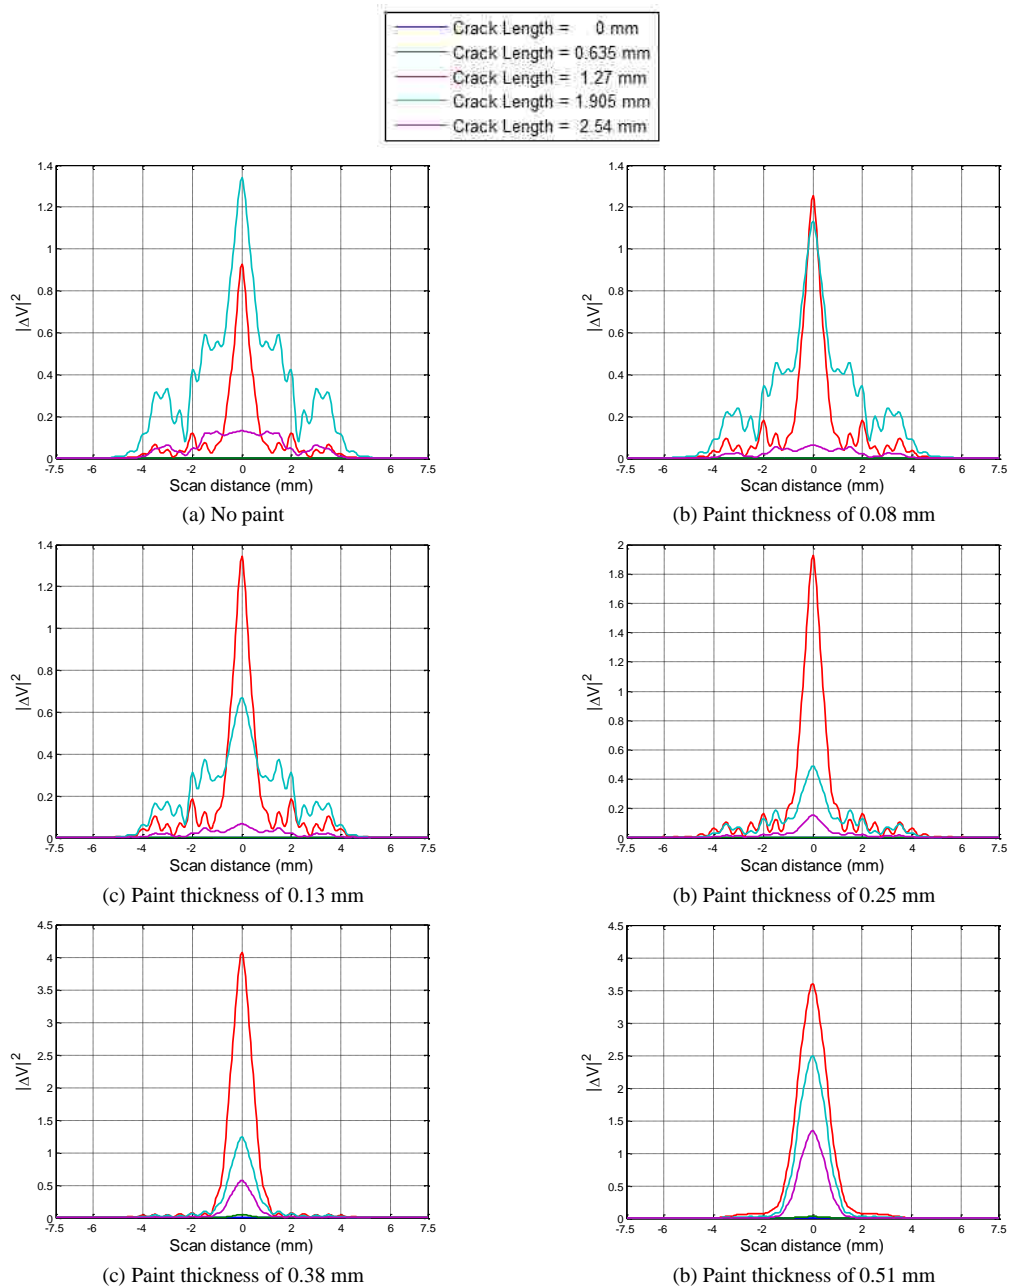 Crack Length = 0 mm
Crack Length = 0.635 mm
Crack Length = 1.27 mm
Crack Length = 1.905 mm
Crack Length = 2.54 mm
1.4
1.2
1
0.8
0.6
0.4
0.2
0
|ΔV|²
-7.5 -6 -4 -2 0 2 4 6 7.5
Scan distance (mm)
(a) No paint
1.4
1.2
1
0.8
0.6
0.4
0.2
0
|ΔV|²
-7.5 -6 -4 -2 0 2 4 6 7.5
Scan distance (mm)
(b) Paint thickness of 0.08 mm
1.4
1.2
1
0.8
0.6
0.4
0.2
0
|ΔV|²
-7.5 -6 -4 -2 0 2 4 6 7.5
Scan distance (mm)
(c) Paint thickness of 0.13 mm
2
1.8
1.6
1.4
1.2
1
0.8
0.6
0.4
0.2
0
|ΔV|²
-7.5 -6 -4 -2 0 2 4 6 7.5
Scan distance (mm)
(b) Paint thickness of 0.25 mm
4.5
4
3.5
3
2.5
2
1.5
1
0.5
0
|ΔV|²
-7.5 -6 -4 -2 0 2 4 6 7.5
Scan distance (mm)
(c) Paint thickness of 0.38 mm
4.5
4
3.5
3
2.5
2
1.5
1
0.5
0
|ΔV|²
-7.5 -6 -4 -2 0 2 4 6 7.5
Scan distance (mm)
(b) Paint thickness of 0.51 mm